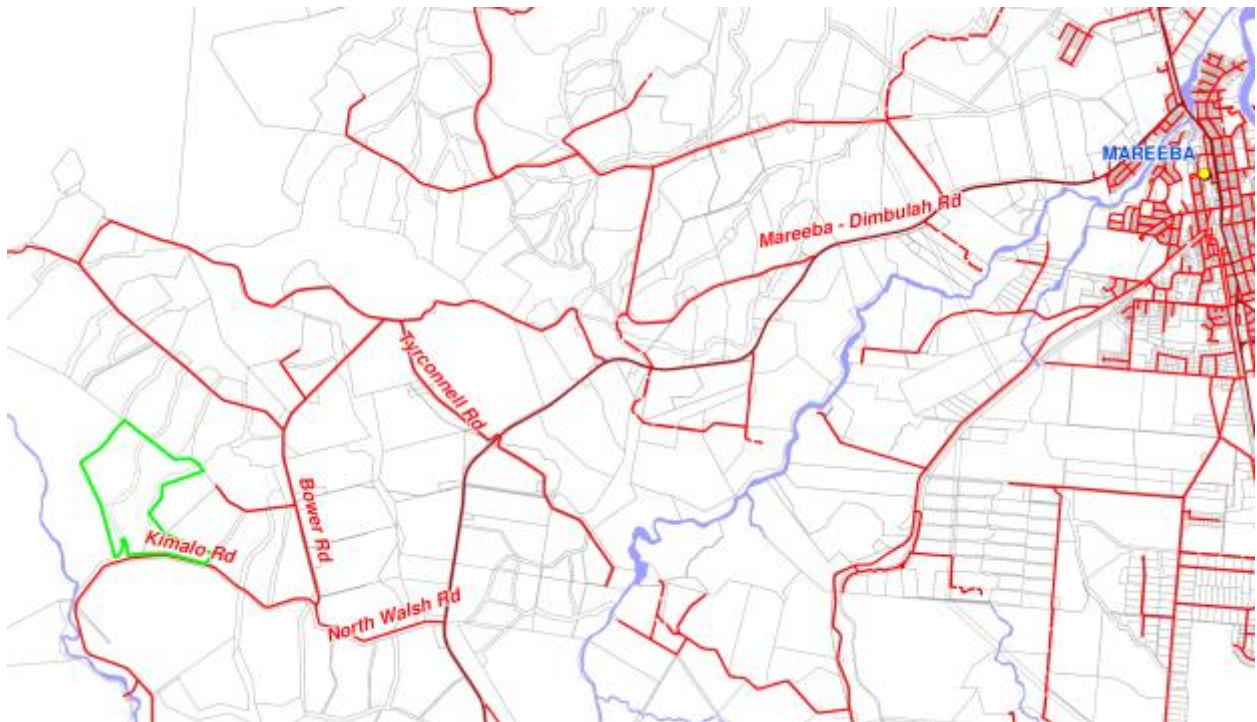 MAREEBA
Mareeba - Dimbulah Rd
Tyrconnell Rd
Bower Rd
Kimalo Rd
North Walsh Rd